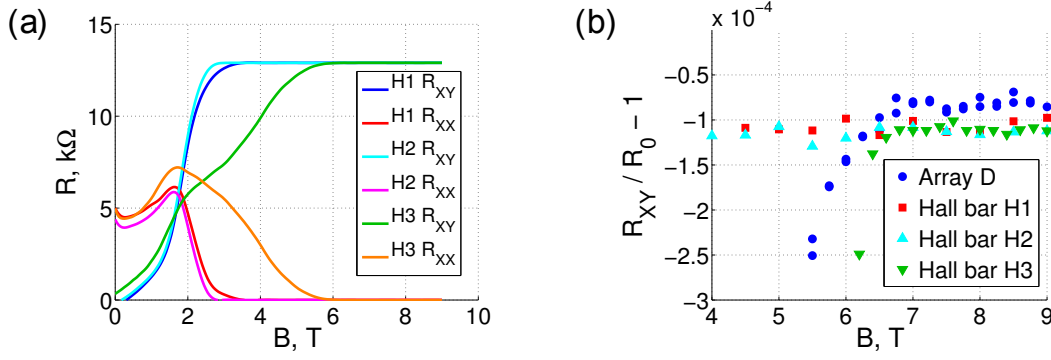 (a)
15
10
5
0
R, kΩ
0 2 4 6 8 10
B, T
H1 R_XY
H1 R_XX
H2 R_XY
H2 R_XX
H3 R_XY
H3 R_XX
(b)
x 10^-4
-0.5
-1
-1.5
-2
-2.5
-3
R_XY / R_0 - 1
4 5 6 7 8 9
B, T
Array D
Hall bar H1
Hall bar H2
Hall bar H3